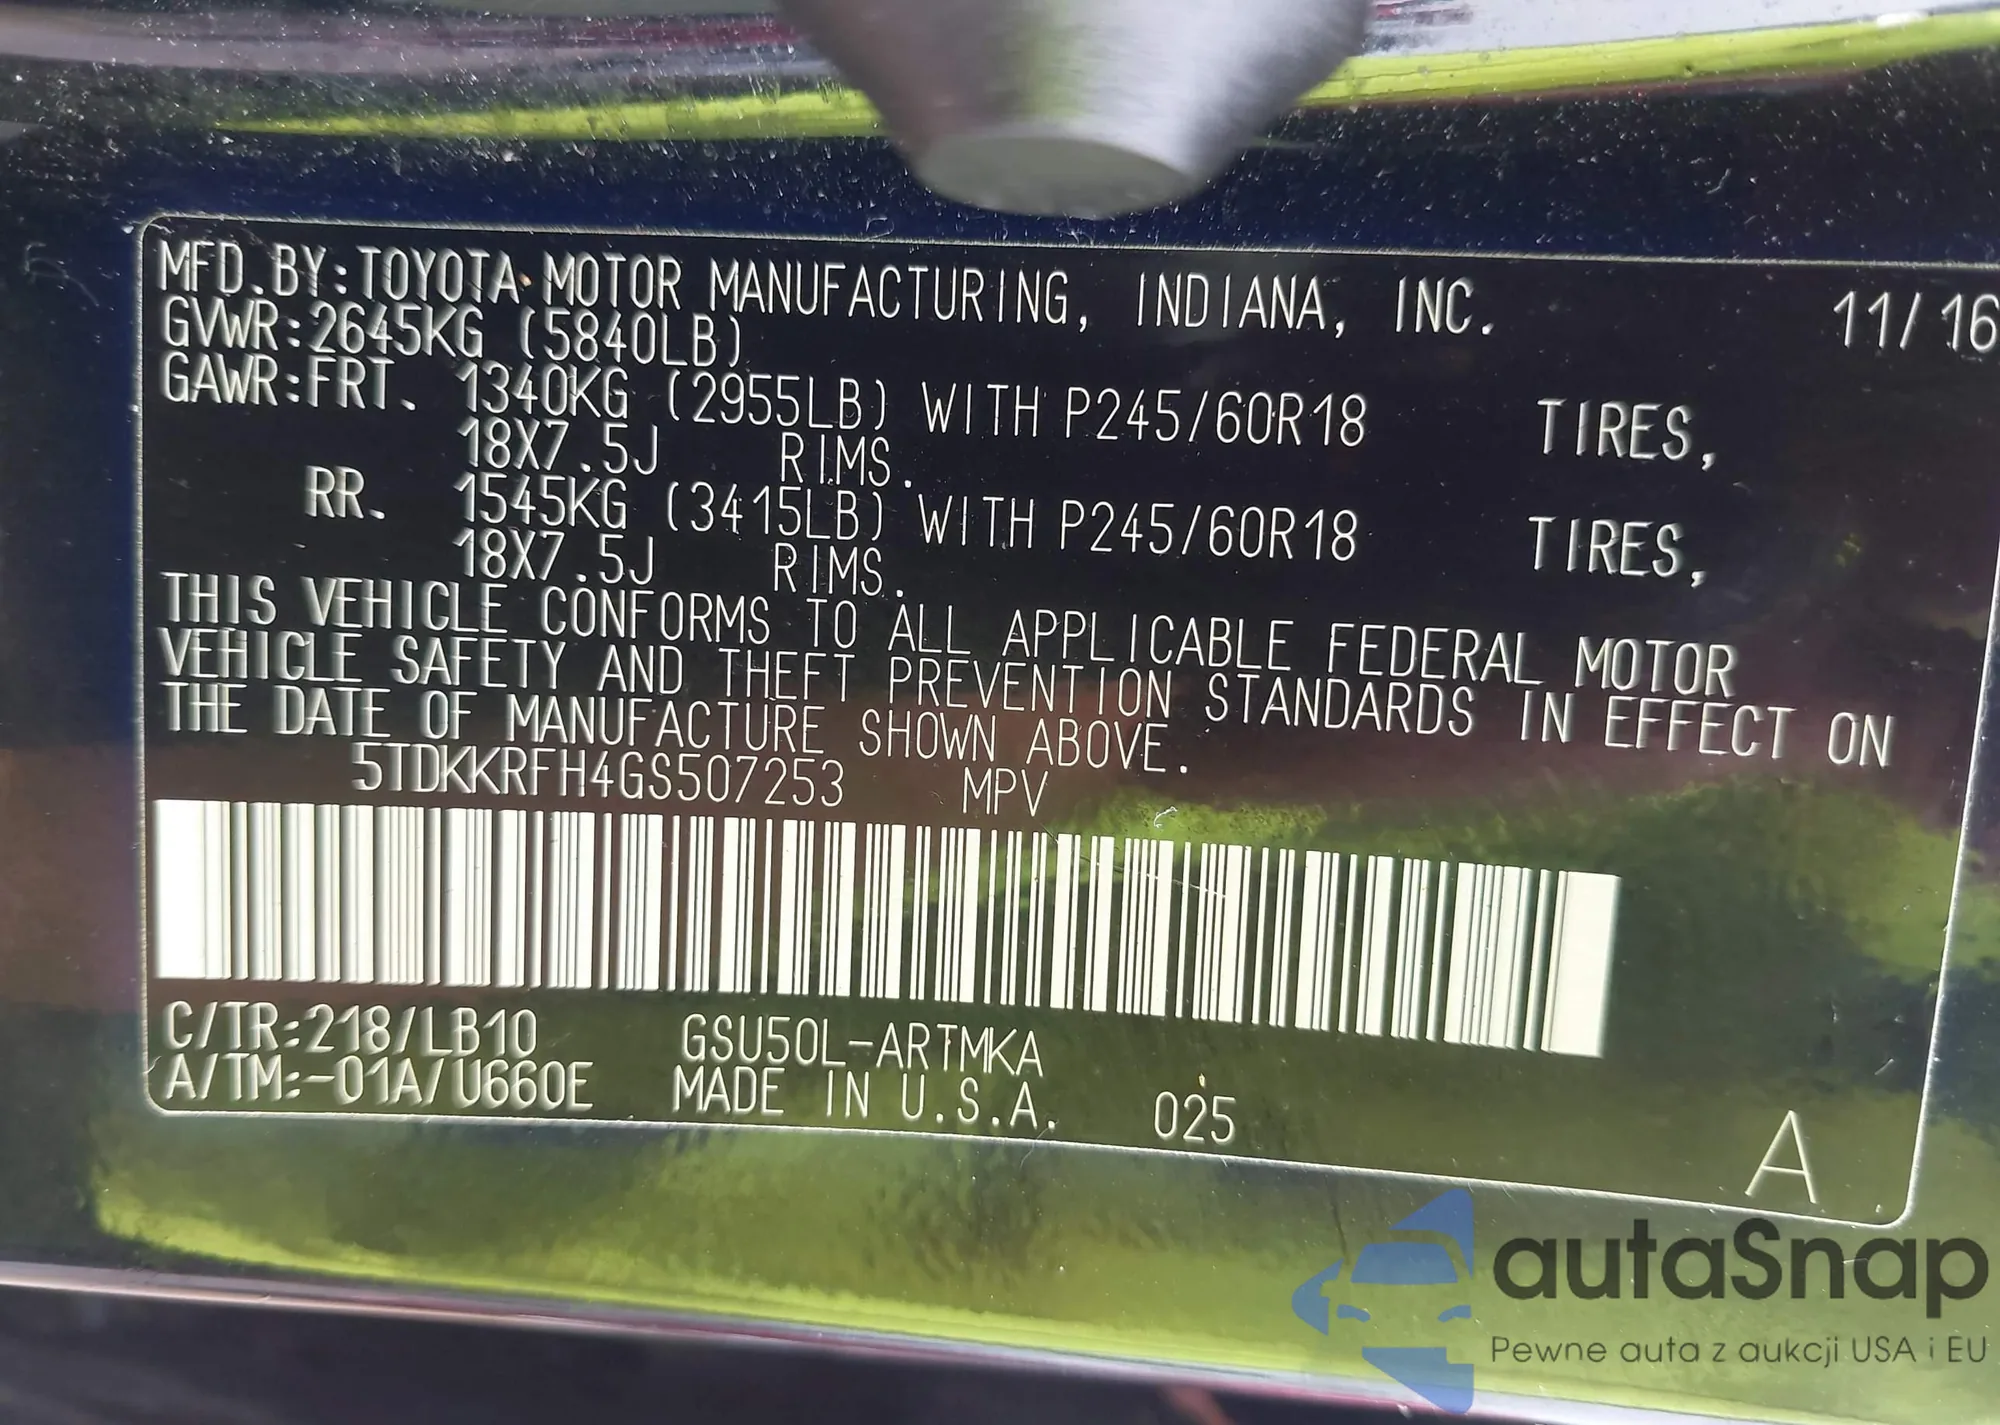 MFD.BY:TOYOTA MOTOR MANUFACTURING, INDIANA, INC. 11/16
GVWR:2645KG (5840LB)
GAWR:FRT. 1340KG (2955LB) WITH P245/60R18 TIRES,
18X7.5J RIMS.
RR. 1545KG (3415LB) WITH P245/60R18 TIRES,
18X7.5J RIMS.
THIS VEHICLE CONFORMS TO ALL APPLICABLE FEDERAL MOTOR
VEHICLE SAFETY AND THEFT PREVENTION STANDARDS IN EFFECT ON
THE DATE OF MANUFACTURE SHOWN ABOVE.
5TDKKRFH4GS507253 MPV
C/TR:218/LB10 GSU50L-ARTMKA
A/TM:-01A/U660E MADE IN U.S.A. 025
A
autaSnap
Pewne auta z aukcji USA i EU